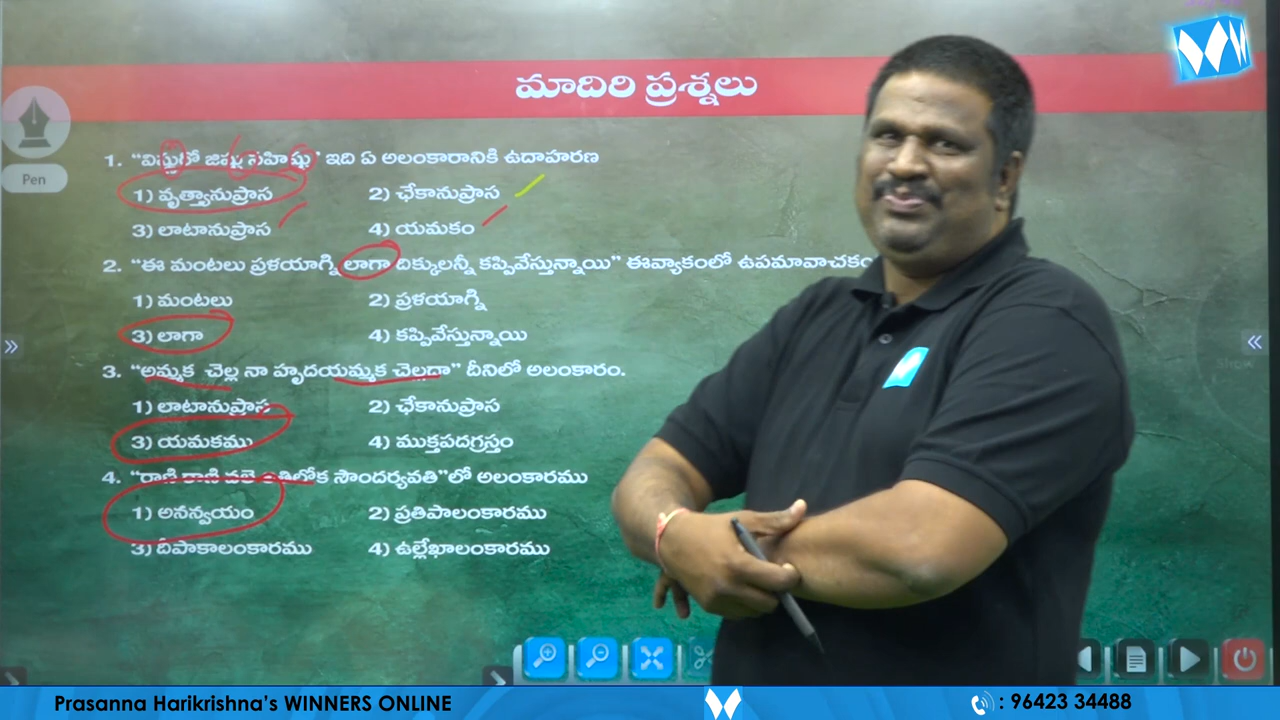 మాదిరి ప్రశ్నలు
Pen
1. “విష్ణురో జిష్ణు సహిష్ణు” ఇది ఏ అలంకారానికి ఉదాహరణ
1) వృత్త్యానుప్రాస 2) ఛేకానుప్రాస
3) లాటానుప్రాస 4) యమకం
2. “ఈ మంటలు ప్రళయాగ్ని లాగా దిక్కులన్నీ కప్పివేస్తున్నాయి” ఈవ్యాకంలో ఉపమావాచకం
1) మంటలు 2) ప్రళయాగ్ని
3) లాగా 4) కప్పివేస్తున్నాయి
3. “అమ్మక చెల్ల నా హృదయమ్మక చెల్లదా” దీనిలో అలంకారం.
1) లాటానుప్రాస 2) ఛేకానుప్రాస
3) యమకము 4) ముక్తపదగ్రస్తం
4. “రాణి రాణి వలె అతిలోక సౌందర్యవతి”లో అలంకారము
1) అనన్వయం 2) ప్రతిపాలంకారము
3) దీపాకాలంకారము 4) ఉల్లేఖాలంకారము
Prasanna Harikrishna's WINNERS ONLINE : 96423 34488